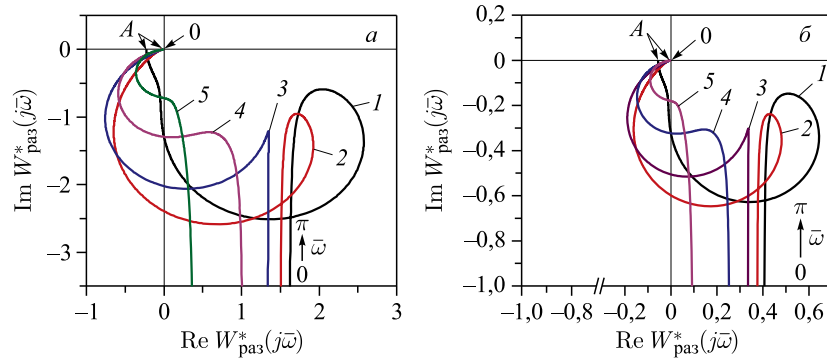 A 0 а
0
−1
−2
−3
Im W*раз(jω̄)
1
2
3
4
5
π
ω̄
0
−1 0 1 2 3
Re W*раз(jω̄)
A 0 б
0,2
0
−0,2
−0,4
−0,6
−0,8
−1,0
Im W*раз(jω̄)
1
2
3
4
5
π
ω̄
0
−1,0 −0,8 −0,2 0 0,2 0,4 0,6
Re W*раз(jω̄)